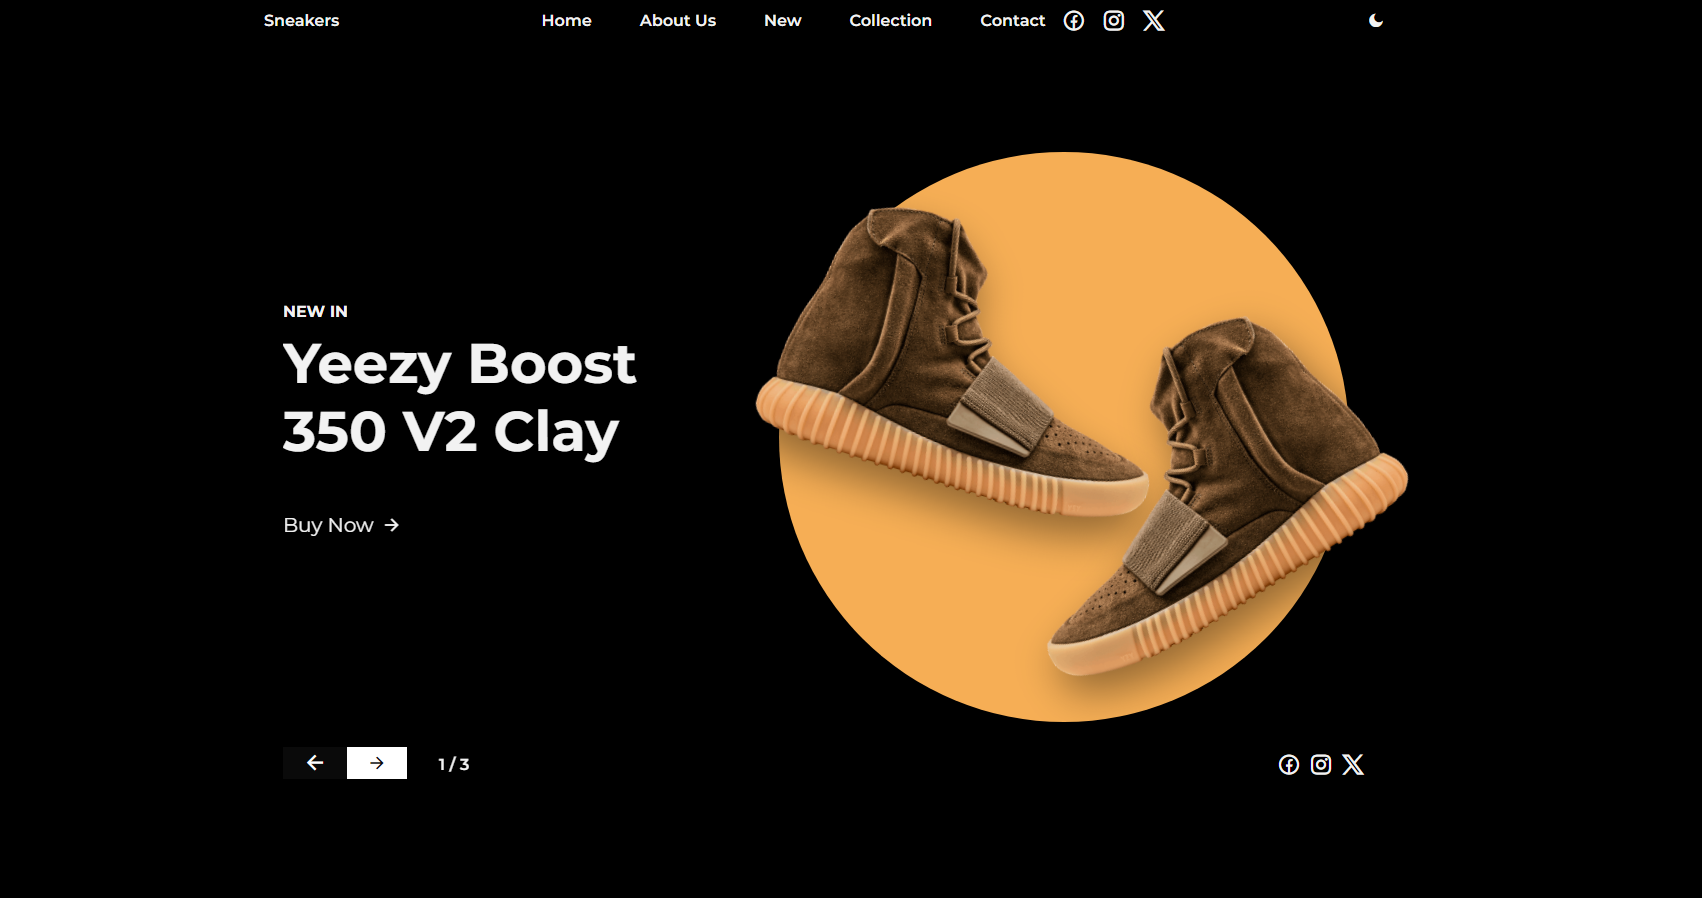 Sneakers Home About Us New Collection Contact
NEW IN
Yeezy Boost
350 V2 Clay
Buy Now
1 / 3